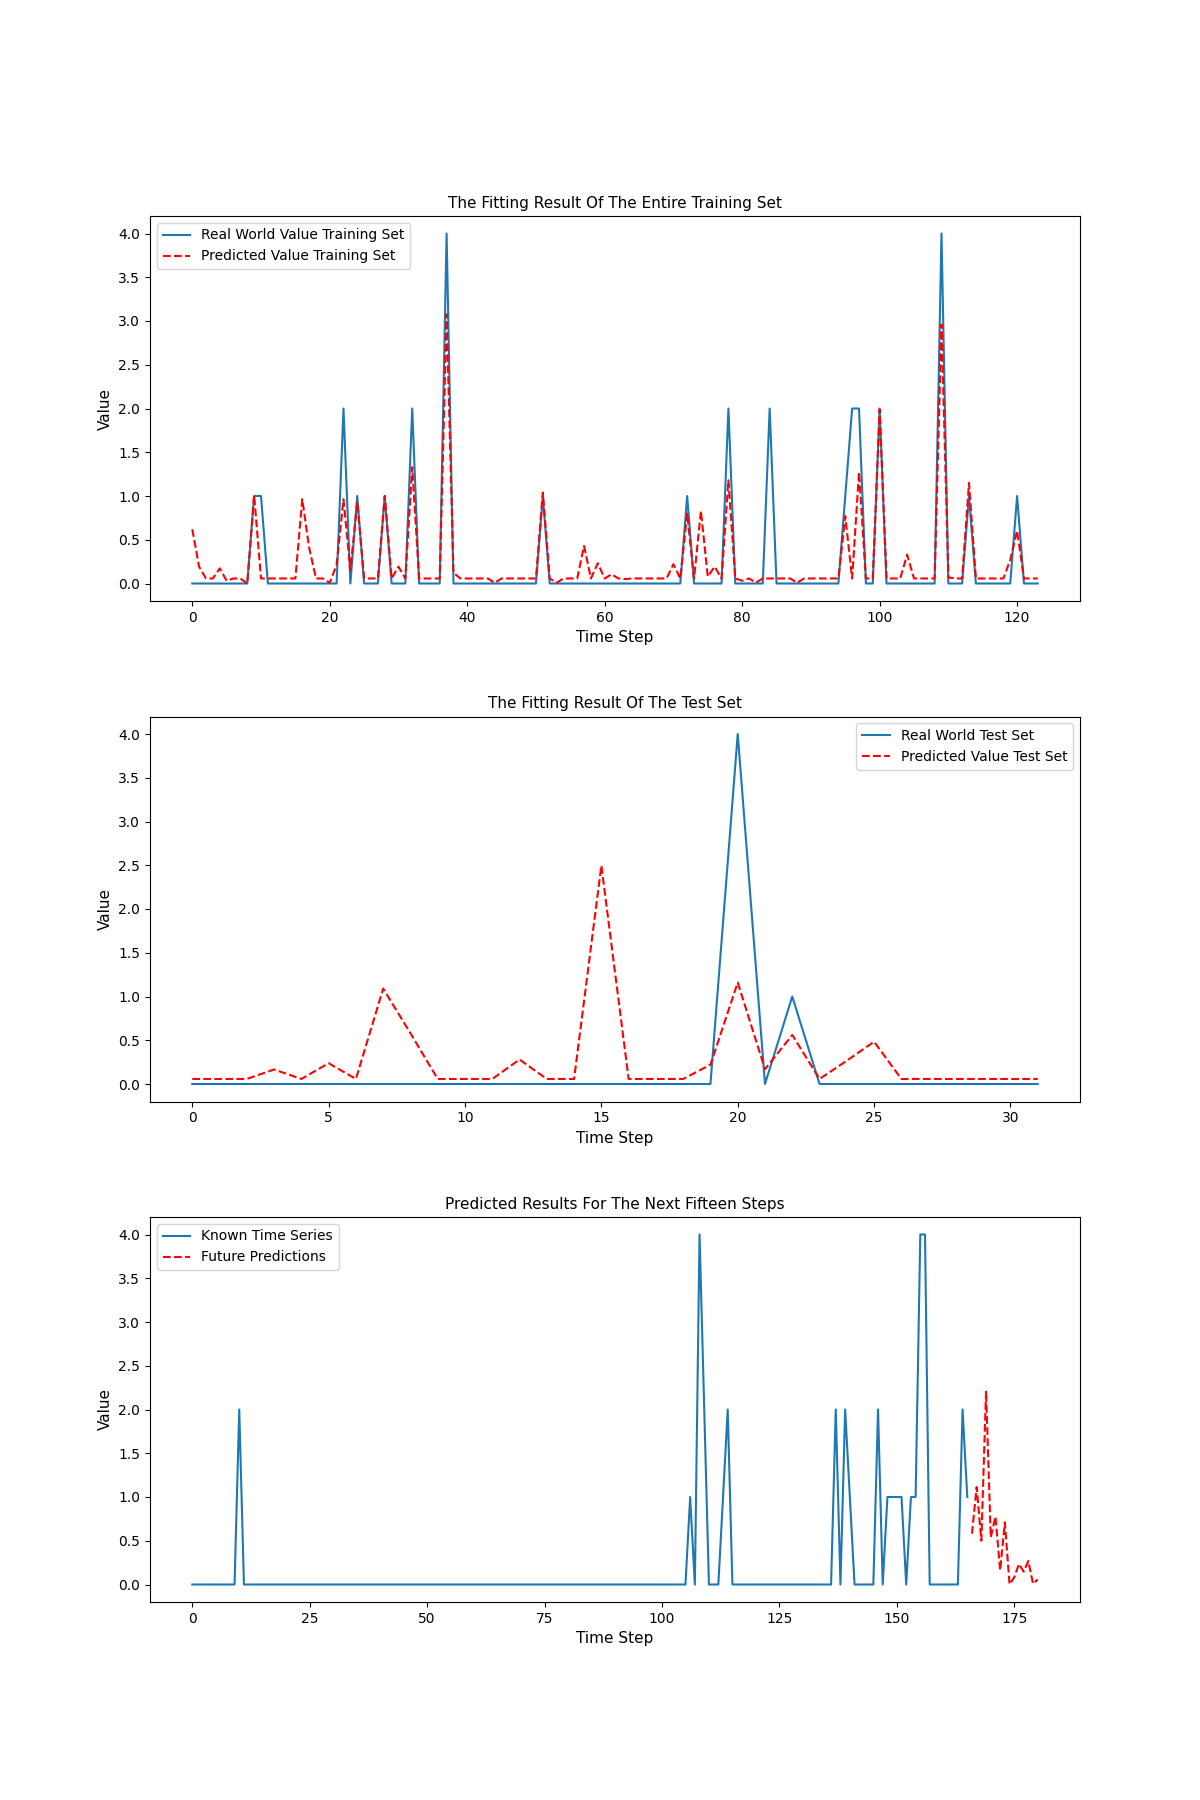 The Fitting Result Of The Entire Training Set
Real World Value Training Set
Predicted Value Training Set
4.0
3.5
3.0
2.5
2.0
1.5
1.0
0.5
0.0
Value
0 20 40 60 80 100 120
Time Step
The Fitting Result Of The Test Set
Real World Test Set
Predicted Value Test Set
4.0
3.5
3.0
2.5
2.0
1.5
1.0
0.5
0.0
Value
0 5 10 15 20 25 30
Time Step
Predicted Results For The Next Fifteen Steps
Known Time Series
Future Predictions
4.0
3.5
3.0
2.5
2.0
1.5
1.0
0.5
0.0
Value
0 25 50 75 100 125 150 175
Time Step